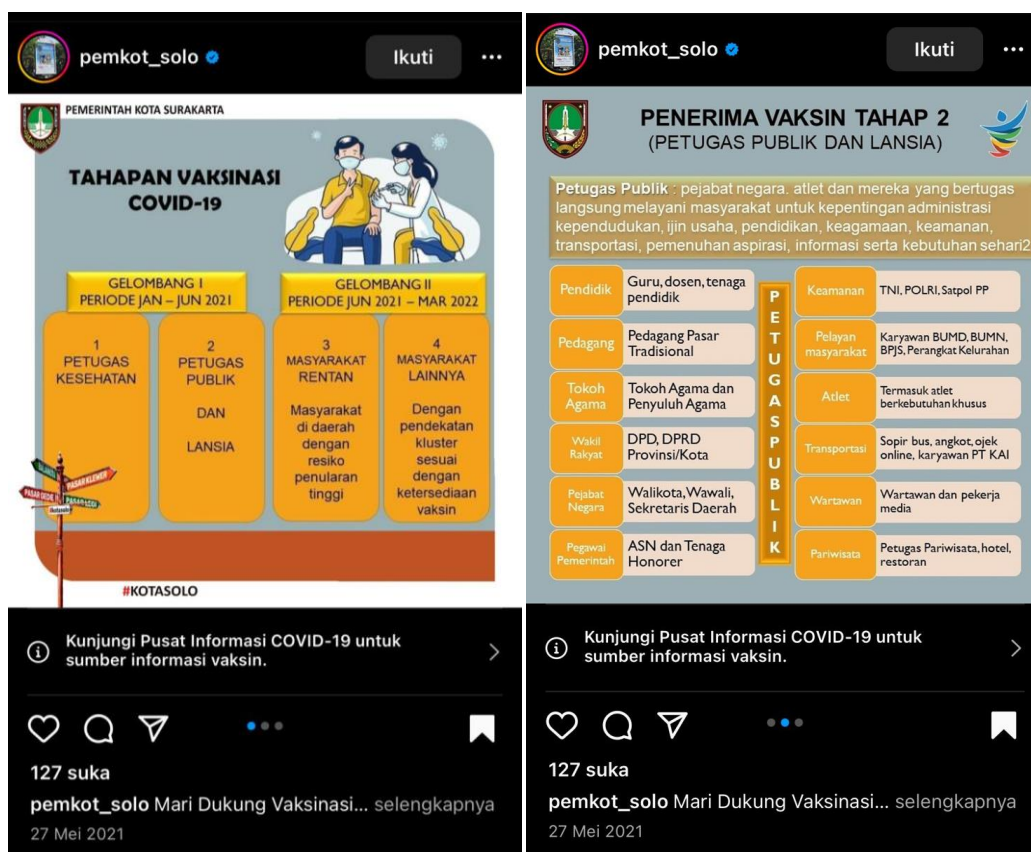 pemkot_solo
Ikuti
PEMERINTAH KOTA SURAKARTA
TAHAPAN VAKSINASI
COVID-19
GELOMBANG I
PERIODE JAN – JUN 2021
GELOMBANG II
PERIODE JUN 2021 – MAR 2022
1
PETUGAS
KESEHATAN
2
PETUGAS
PUBLIK
DAN
LANSIA
3
MASYARAKAT
RENTAN
Masyarakat
di daerah
dengan
resiko
penularan
tinggi
4
MASYARAKAT
LAINNYA
Dengan
pendekatan
kluster
sesuai
dengan
ketersediaan
vaksin
PASAR KLEWER
PASAR GEDE
#KOTASOLO
Kunjungi Pusat Informasi COVID-19 untuk
sumber informasi vaksin.
127 suka
pemkot_solo Mari Dukung Vaksinasi... selengkapnya
27 Mei 2021
pemkot_solo
Ikuti
PENERIMA VAKSIN TAHAP 2
(PETUGAS PUBLIK DAN LANSIA)
Petugas Publik : pejabat negara. atlet dan mereka yang bertugas
langsung melayani masyarakat untuk kepentingan administrasi
kependudukan, ijin usaha, pendidikan, keagamaan, keamanan,
transportasi, pemenuhan aspirasi, informasi serta kebutuhan sehari2
Pendidik
Guru, dosen, tenaga
pendidik
Pedagang
Pedagang Pasar
Tradisional
Tokoh
Agama
Tokoh Agama dan
Penyuluh Agama
Wakil
Rakyat
DPD, DPRD
Provinsi/Kota
Pejabat
Negara
Walikota, Wawali,
Sekretaris Daerah
Pegawai
Pemerintah
ASN dan Tenaga
Honorer
PETUGAS PUBLIK
Keamanan
TNI, POLRI, Satpol PP
Pelayan
masyarakat
Karyawan BUMD, BUMN,
BPJS, Perangkat Kelurahan
Atlet
Termasuk atlet
berkebutuhan khusus
Transportasi
Sopir bus, angkot, ojek
online, karyawan PT KAI
Wartawan
Wartawan dan pekerja
media
Pariwisata
Petugas Pariwisata, hotel,
restoran
Kunjungi Pusat Informasi COVID-19 untuk
sumber informasi vaksin.
127 suka
pemkot_solo Mari Dukung Vaksinasi... selengkapnya
27 Mei 2021